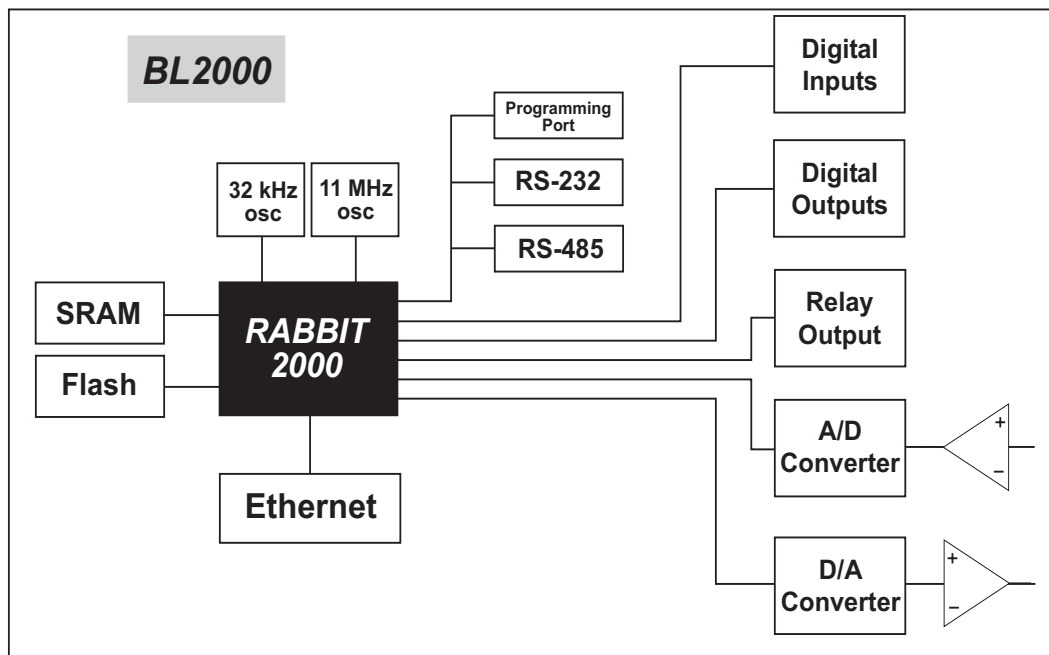 BL2000
Digital
Inputs
Programming
Port
Digital
Outputs
32 kHz
osc
11 MHz
osc
RS-232
RS-485
SRAM
Flash
RABBIT
2000
Relay
Output
A/D
Converter
+
−
Ethernet
D/A
Converter
+
−